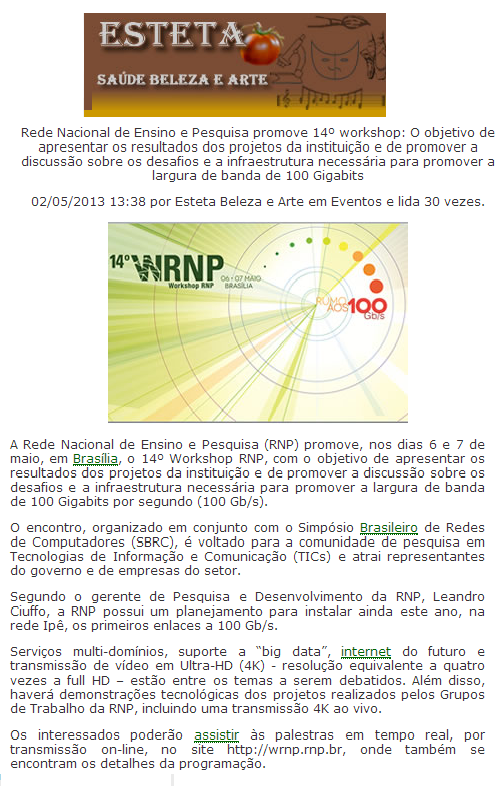 ESTETA
SAÚDE BELEZA E ARTE
Rede Nacional de Ensino e Pesquisa promove 14º workshop: O objetivo de
apresentar os resultados dos projetos da instituição e de promover a
discussão sobre os desafios e a infraestrutura necessária para promover a
largura de banda de 100 Gigabits
02/05/2013 13:38 por Esteta Beleza e Arte em Eventos e lida 30 vezes.
14º WRNP
Workshop RNP
06 • 07 MAIO
BRASÍLIA
RUMO
AOS 100
Gb/s
A Rede Nacional de Ensino e Pesquisa (RNP) promove, nos dias 6 e 7 de
maio, em Brasília, o 14º Workshop RNP, com o objetivo de apresentar os
resultados dos projetos da instituição e de promover a discussão sobre os
desafios e a infraestrutura necessária para promover a largura de banda
de 100 Gigabits por segundo (100 Gb/s).
O encontro, organizado em conjunto com o Simpósio Brasileiro de Redes
de Computadores (SBRC), é voltado para a comunidade de pesquisa em
Tecnologias de Informação e Comunicação (TICs) e atrai representantes
do governo e de empresas do setor.
Segundo o gerente de Pesquisa e Desenvolvimento da RNP, Leandro
Ciuffo, a RNP possui um planejamento para instalar ainda este ano, na
rede Ipê, os primeiros enlaces a 100 Gb/s.
Serviços multi-domínios, suporte a “big data”, internet do futuro e
transmissão de vídeo em Ultra-HD (4K) - resolução equivalente a quatro
vezes a full HD – estão entre os temas a serem debatidos. Além disso,
haverá demonstrações tecnológicas dos projetos realizados pelos Grupos
de Trabalho da RNP, incluindo uma transmissão 4K ao vivo.
Os interessados poderão assistir às palestras em tempo real, por
transmissão on-line, no site http://wrnp.rnp.br, onde também se
encontram os detalhes da programação.